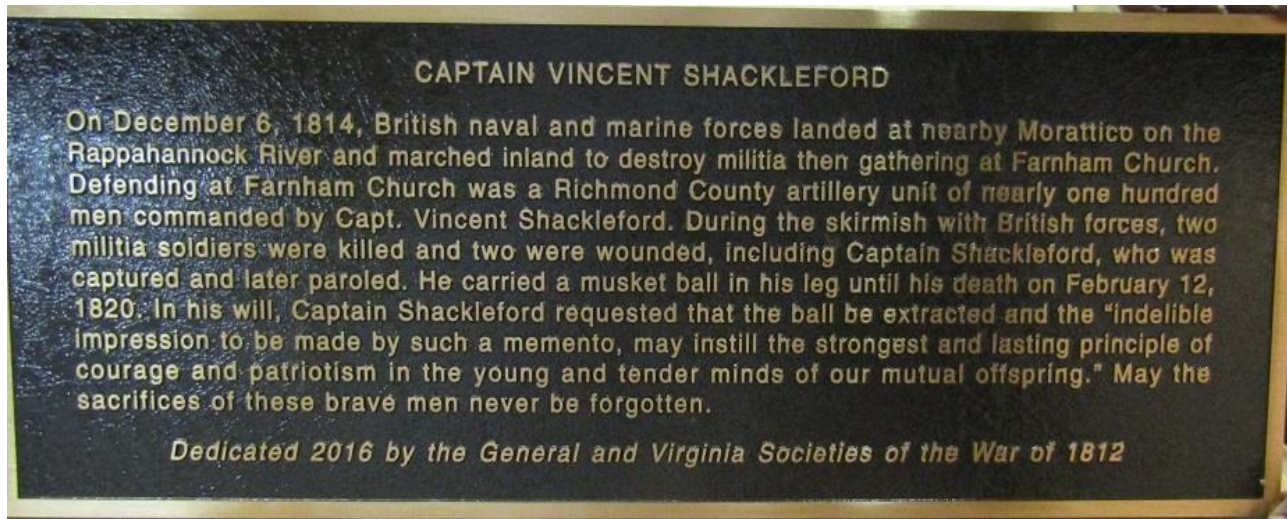 CAPTAIN VINCENT SHACKLEFORD
On December 6, 1814, British naval and marine forces landed at nearby Morattico on the
Rappahannock River and marched inland to destroy militia then gathering at Farnham Church.
Defending at Farnham Church was a Richmond County artillery unit of nearly one hundred
men commanded by Capt. Vincent Shackleford. During the skirmish with British forces, two
militia soldiers were killed and two were wounded, including Captain Shackleford, who was
captured and later paroled. He carried a musket ball in his leg until his death on February 12,
1820. In his will, Captain Shackleford requested that the ball be extracted and the “indelible
impression to be made by such a memento, may instill the strongest and lasting principle of
courage and patriotism in the young and tender minds of our mutual offspring.” May the
sacrifices of these brave men never be forgotten.
Dedicated 2016 by the General and Virginia Societies of the War of 1812